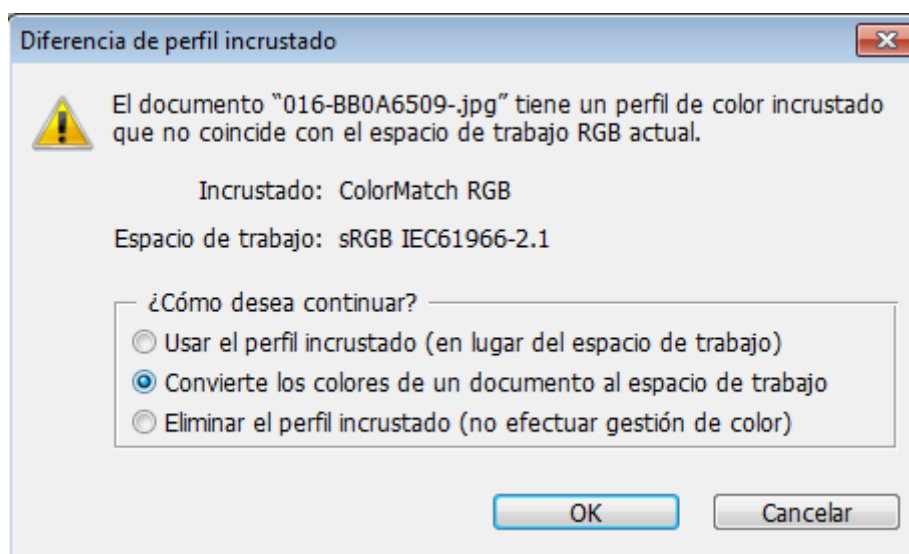 Diferencia de perfil incrustado
El documento “016-BB0A6509-.jpg” tiene un perfil de color incrustado
que no coincide con el espacio de trabajo RGB actual.
Incrustado: ColorMatch RGB
Espacio de trabajo: sRGB IEC61966-2.1
¿Cómo desea continuar?
Usar el perfil incrustado (en lugar del espacio de trabajo)
Convierte los colores de un documento al espacio de trabajo
Eliminar el perfil incrustado (no efectuar gestión de color)
OK Cancelar